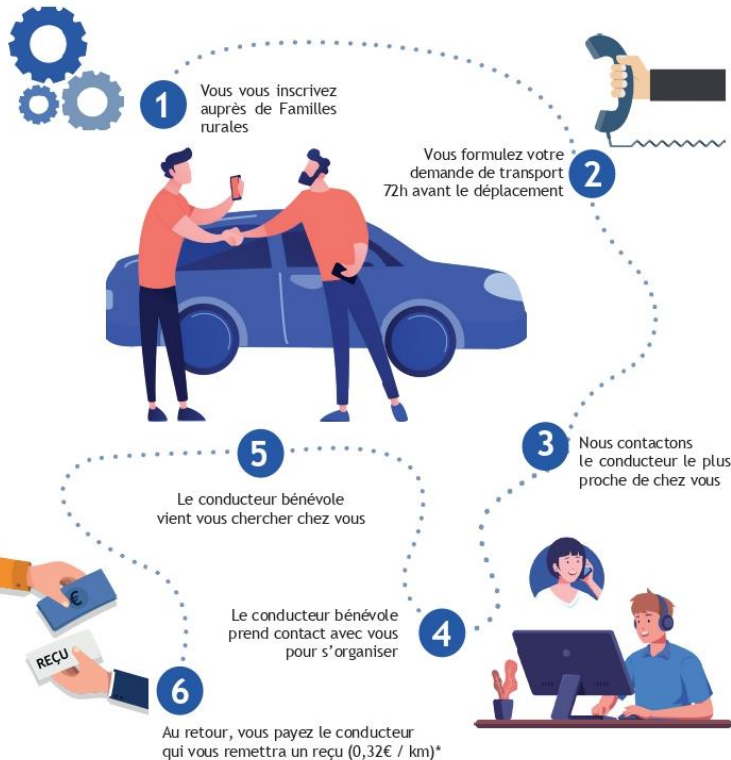 1
Vous vous inscrivez
auprès de Familles
rurales
2
Vous formulez votre
demande de transport
72h avant le déplacement
3
Nous contactons
le conducteur le plus
proche de chez vous
4
Le conducteur bénévole
prend contact avec vous
pour s'organiser
5
Le conducteur bénévole
vient vous chercher chez vous
€
REÇU
6
Au retour, vous payez le conducteur
qui vous remettra un reçu (0,32€ / km)*